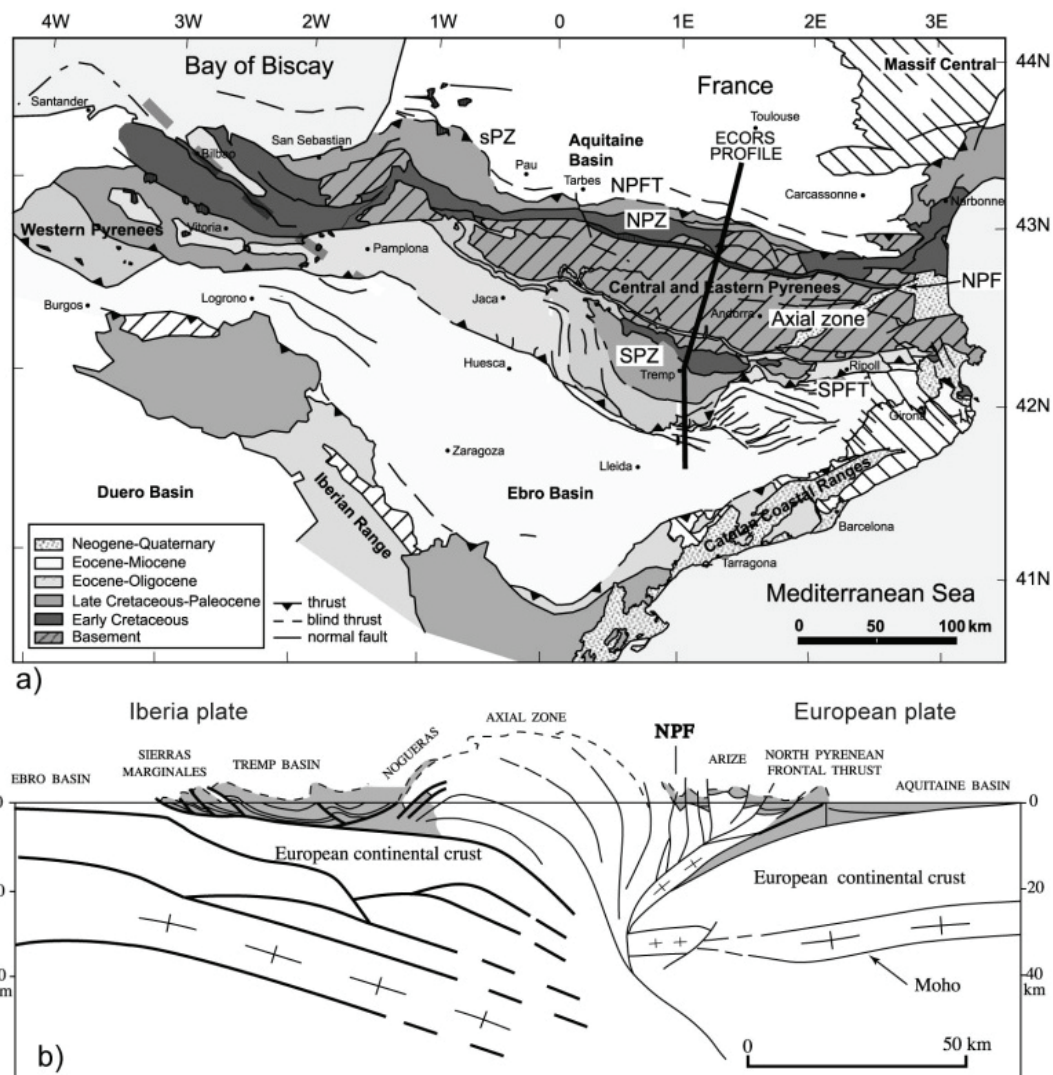 4W 3W 2W 1W 0 1E 2E 3E
Bay of Biscay
France
Massif Central
44N
Santander
Toulouse
sPZ
Aquitaine
Basin
ECORS
PROFILE
Bilbao
San Sebastian
Pau
Tarbes
NPFT
Carcassonne
Narbonne
NPZ
43N
Western Pyrenees
Vitoria
Pamplona
NPF
Central and Eastern Pyrenees
Burgos
Logrono
Jaca
Andorra
Axial zone
SPZ
Huesca
Tremp
Ripoll
SPFT
42N
Girona
Zaragoza
Lleida
Duero Basin
Iberian Range
Ebro Basin
Catalan Coastal Ranges
Barcelona
Tarragona
41N
Neogene-Quaternary
Eocene-Miocene
Eocene-Oligocene
Late Cretaceous-Paleocene
Early Cretaceous
Basement
thrust
blind thrust
normal fault
Mediterranean Sea
0 50 100 km
a)
Iberia plate
European plate
AXIAL ZONE
NPF
SIERRAS
MARGINALES
TREMP BASIN
NOGUERAS
ARIZE
NORTH PYRENEAN
FRONTAL THRUST
EBRO BASIN
AQUITAINE BASIN
0
0
European continental crust
European continental crust
0
20
0
m
40
km
Moho
b)
0 50 km